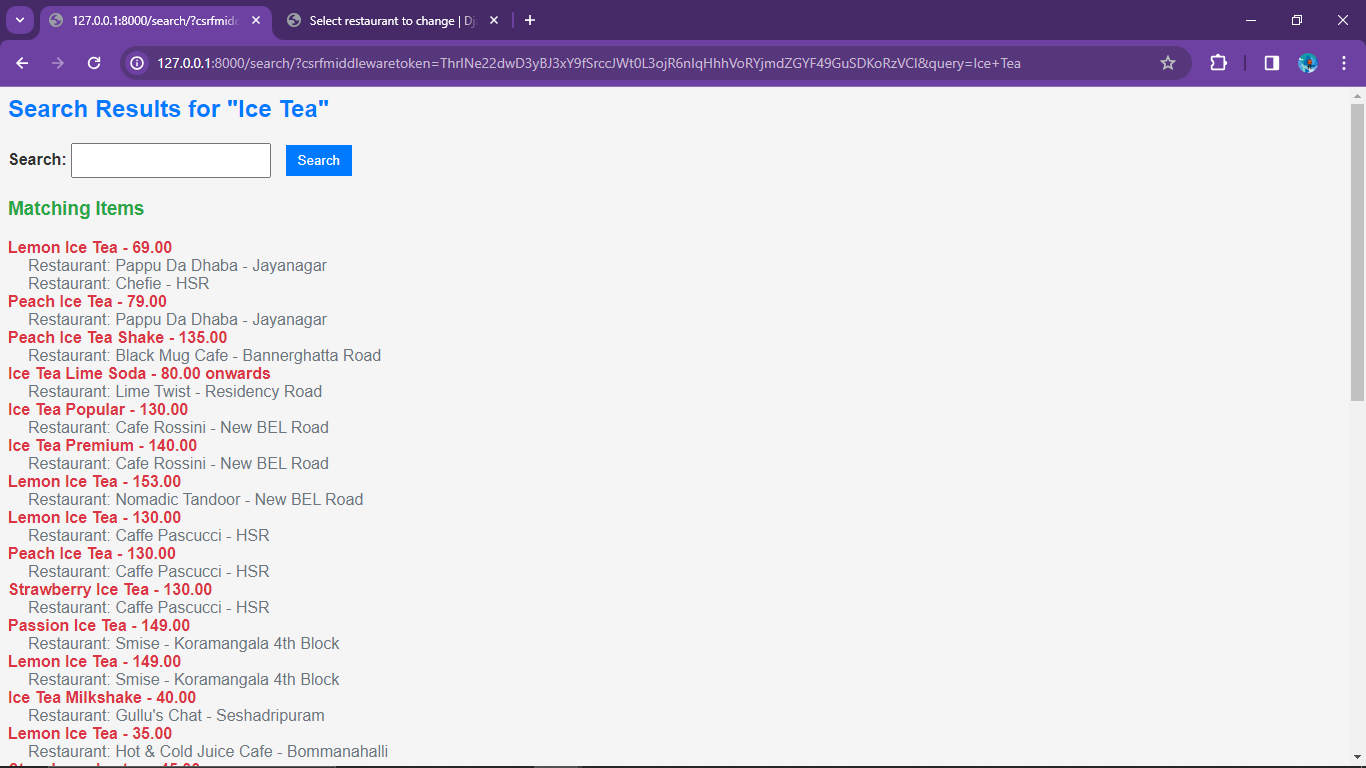 127.0.0.1:8000/search/?csrfmidd
Select restaurant to change | Dj
127.0.0.1:8000/search/?csrfmiddlewaretoken=ThrINe22dwD3yBJ3xY9fSrccJWt0L3ojR6nIqHhhVoRYjmdZGYF49GuSDKoRzVCI&query=Ice+Tea
Search Results for "Ice Tea"
Search:
Search
Matching Items
Lemon Ice Tea - 69.00
Restaurant: Pappu Da Dhaba - Jayanagar
Restaurant: Chefie - HSR
Peach Ice Tea - 79.00
Restaurant: Pappu Da Dhaba - Jayanagar
Peach Ice Tea Shake - 135.00
Restaurant: Black Mug Cafe - Bannerghatta Road
Ice Tea Lime Soda - 80.00 onwards
Restaurant: Lime Twist - Residency Road
Ice Tea Popular - 130.00
Restaurant: Cafe Rossini - New BEL Road
Ice Tea Premium - 140.00
Restaurant: Cafe Rossini - New BEL Road
Lemon Ice Tea - 153.00
Restaurant: Nomadic Tandoor - New BEL Road
Lemon Ice Tea - 130.00
Restaurant: Caffe Pascucci - HSR
Peach Ice Tea - 130.00
Restaurant: Caffe Pascucci - HSR
Strawberry Ice Tea - 130.00
Restaurant: Caffe Pascucci - HSR
Passion Ice Tea - 149.00
Restaurant: Smise - Koramangala 4th Block
Lemon Ice Tea - 149.00
Restaurant: Smise - Koramangala 4th Block
Ice Tea Milkshake - 40.00
Restaurant: Gullu's Chat - Seshadripuram
Lemon Ice Tea - 35.00
Restaurant: Hot & Cold Juice Cafe - Bommanahalli